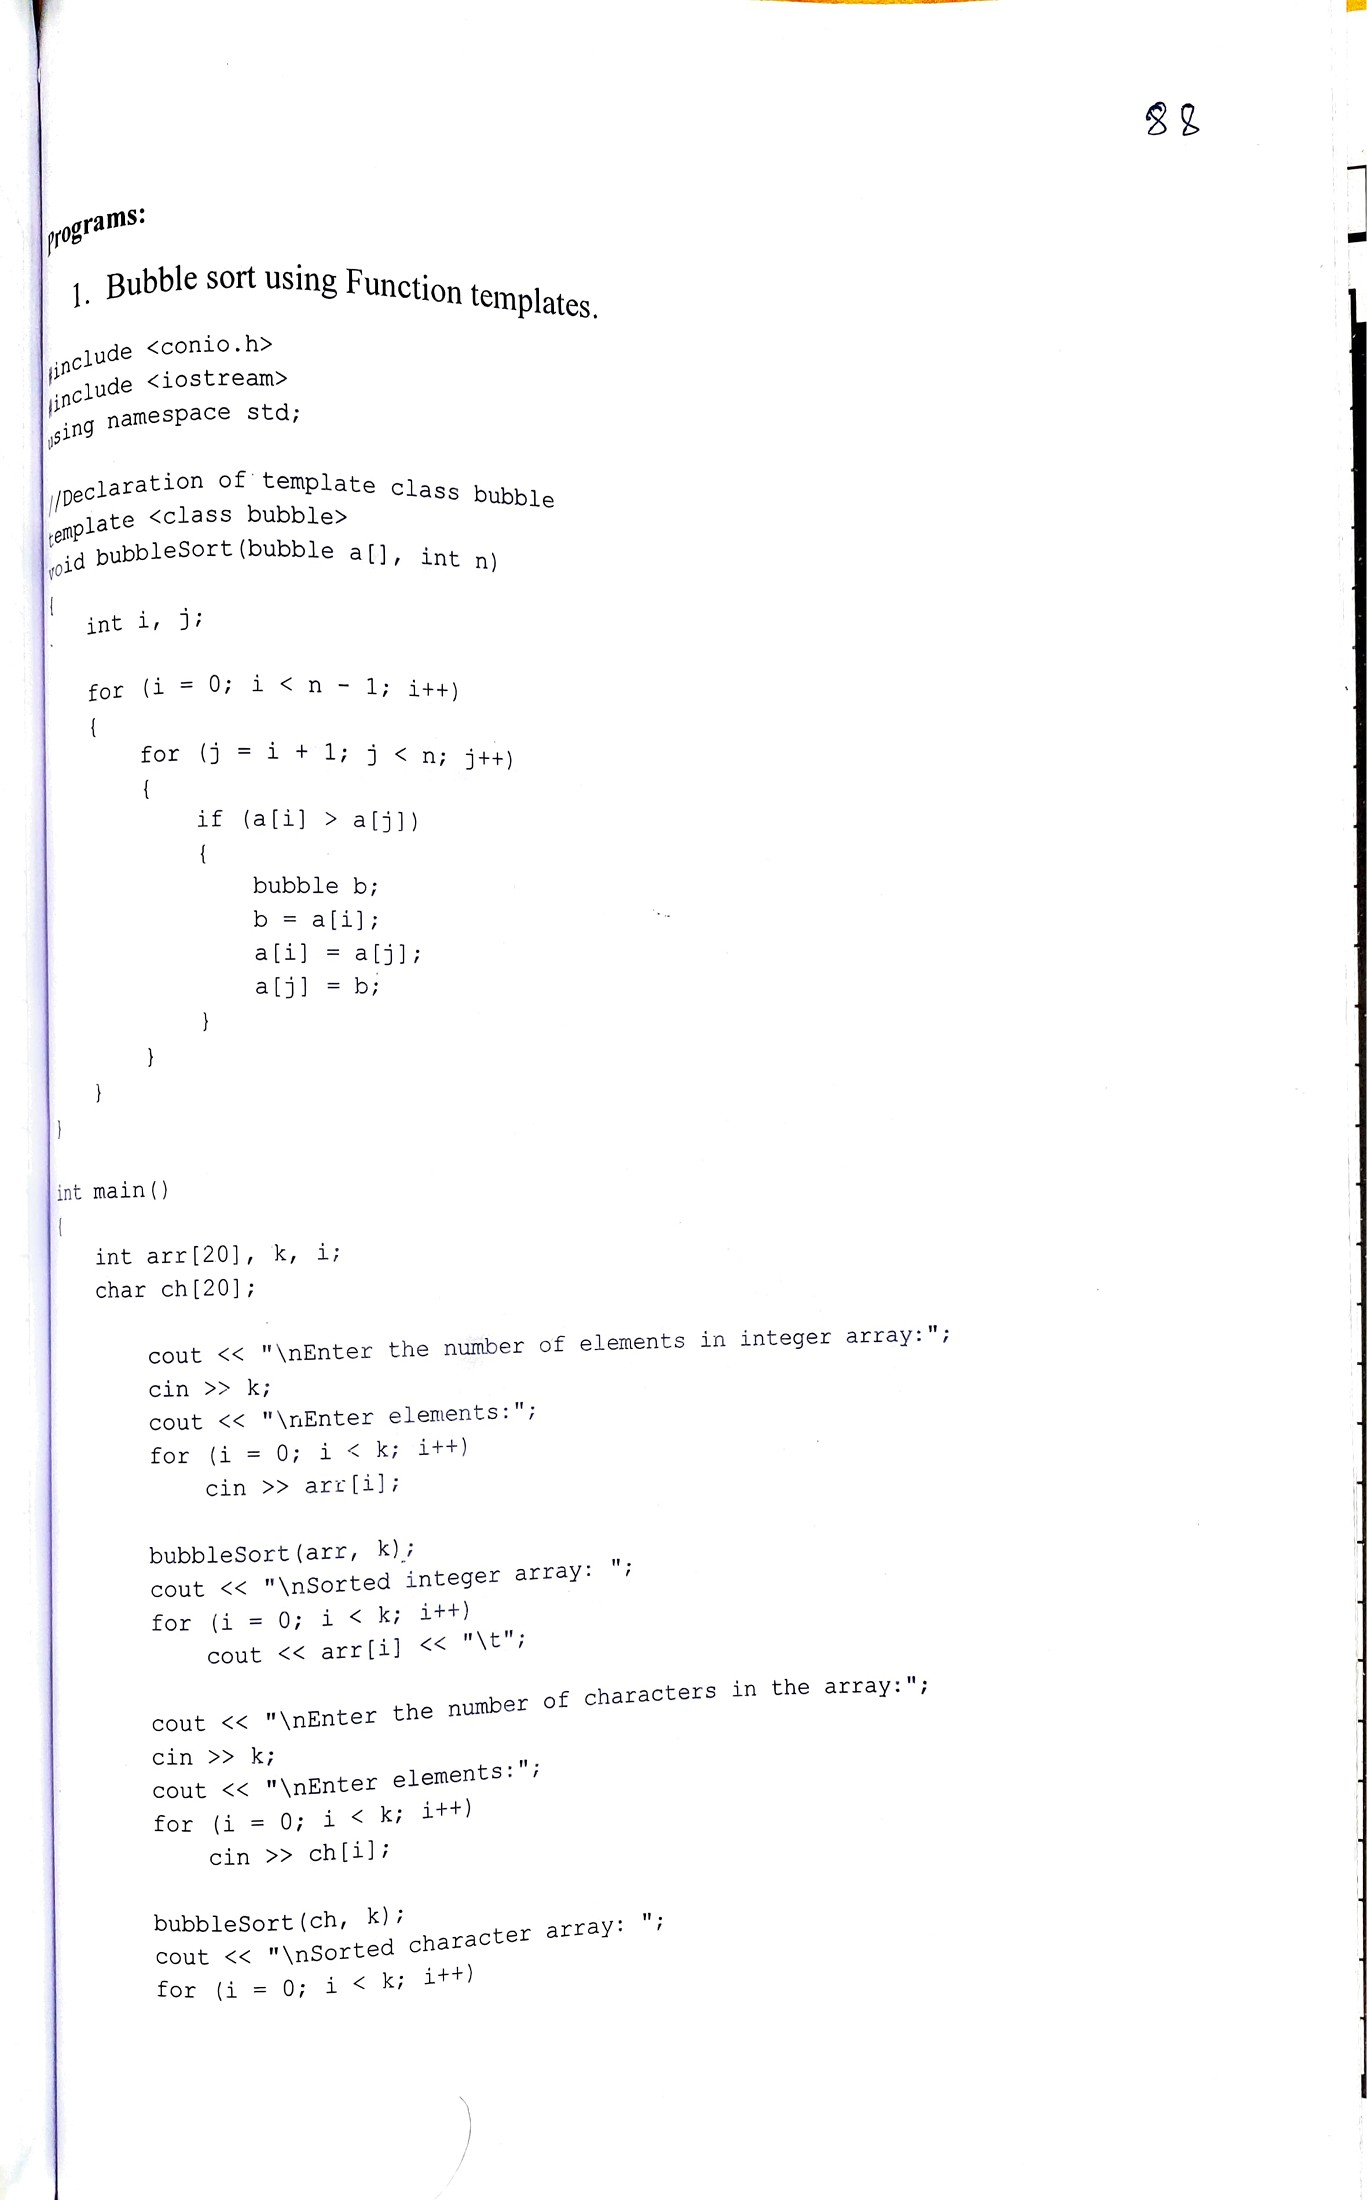 88
Programs:
1. Bubble sort using Function templates.
#include <conio.h>
#include <iostream>
using namespace std;
//Declaration of template class bubble
template <class bubble>
void bubbleSort(bubble a[], int n)
{
int i, j;
for (i = 0; i < n - 1; i++)
{
for (j = i + 1; j < n; j++)
{
if (a[i] > a[j])
{
bubble b;
b = a[i];
a[i] = a[j];
a[j] = b;
}
}
}
}
int main()
{
int arr[20], k, i;
char ch[20];
cout << "\nEnter the number of elements in integer array:";
cin >> k;
cout << "\nEnter elements:";
for (i = 0; i < k; i++)
cin >> arr[i];
bubbleSort(arr, k);
cout << "\nSorted integer array: ";
for (i = 0; i < k; i++)
cout << arr[i] << "\t";
cout << "\nEnter the number of characters in the array:";
cin >> k;
cout << "\nEnter elements:";
for (i = 0; i < k; i++)
cin >> ch[i];
bubbleSort(ch, k);
cout << "\nSorted character array: ";
for (i = 0; i < k; i++)